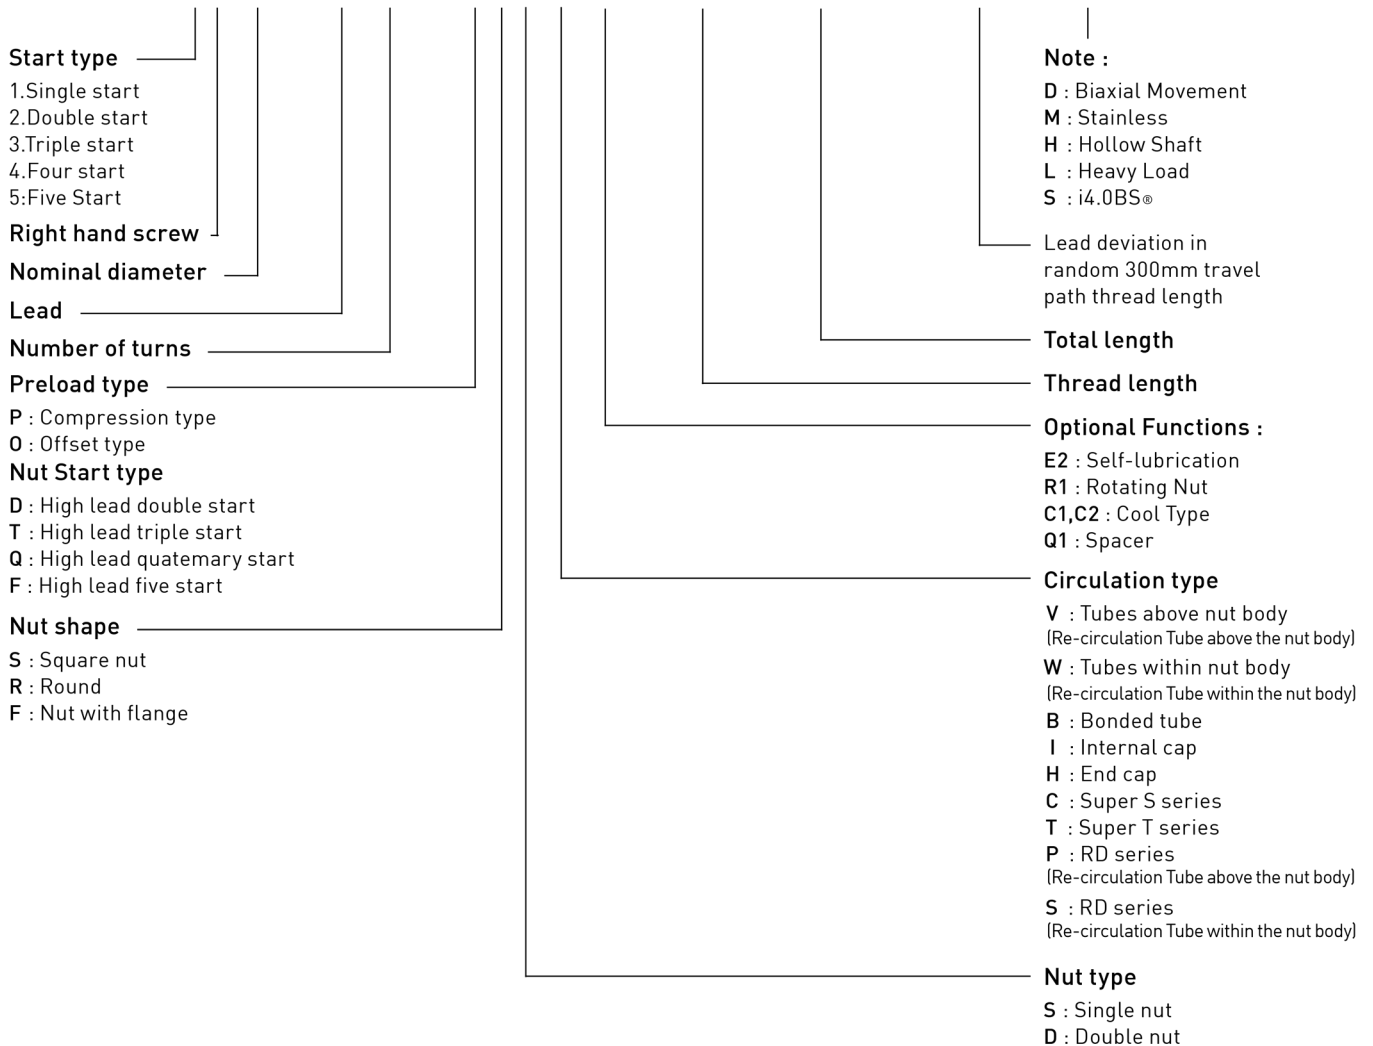 Start type
1.Single start
2.Double start
3.Triple start
4.Four start
5:Five Start
Right hand screw
Nominal diameter
Lead
Number of turns
Preload type
P : Compression type
O : Offset type
Nut Start type
D : High lead double start
T : High lead triple start
Q : High lead quatemary start
F : High lead five start
Nut shape
S : Square nut
R : Round
F : Nut with flange
Note :
D : Biaxial Movement
M : Stainless
H : Hollow Shaft
L : Heavy Load
S : i4.0BS®
Lead deviation in
random 300mm travel
path thread length
Total length
Thread length
Optional Functions :
E2 : Self-lubrication
R1 : Rotating Nut
C1,C2 : Cool Type
Q1 : Spacer
Circulation type
V : Tubes above nut body
(Re-circulation Tube above the nut body)
W : Tubes within nut body
(Re-circulation Tube within the nut body)
B : Bonded tube
I : Internal cap
H : End cap
C : Super S series
T : Super T series
P : RD series
(Re-circulation Tube above the nut body)
S : RD series
(Re-circulation Tube within the nut body)
Nut type
S : Single nut
D : Double nut